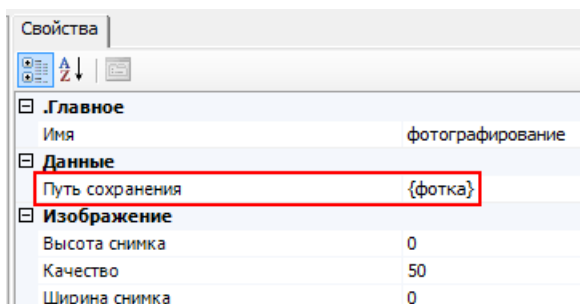 Свойства
.Главное
Имя фотографирование
Данные
Путь сохранения {фотка}
Изображение
Высота снимка 0
Качество 50
Ширина снимка 0